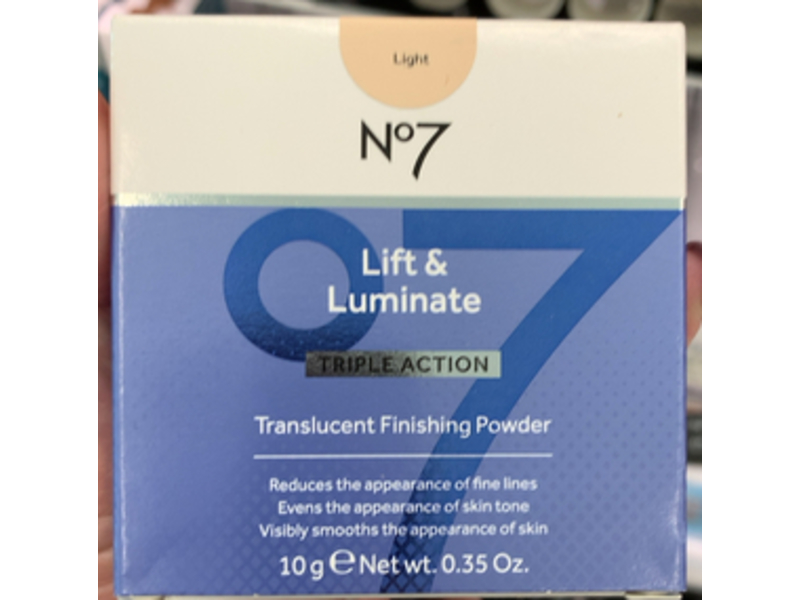 Light
Nº7
Lift &
Luminate
TRIPLE ACTION
Translucent Finishing Powder
Reduces the appearance of fine lines
Evens the appearance of skin tone
Visibly smooths the appearance of skin
10 g ℮ Net wt. 0.35 Oz.